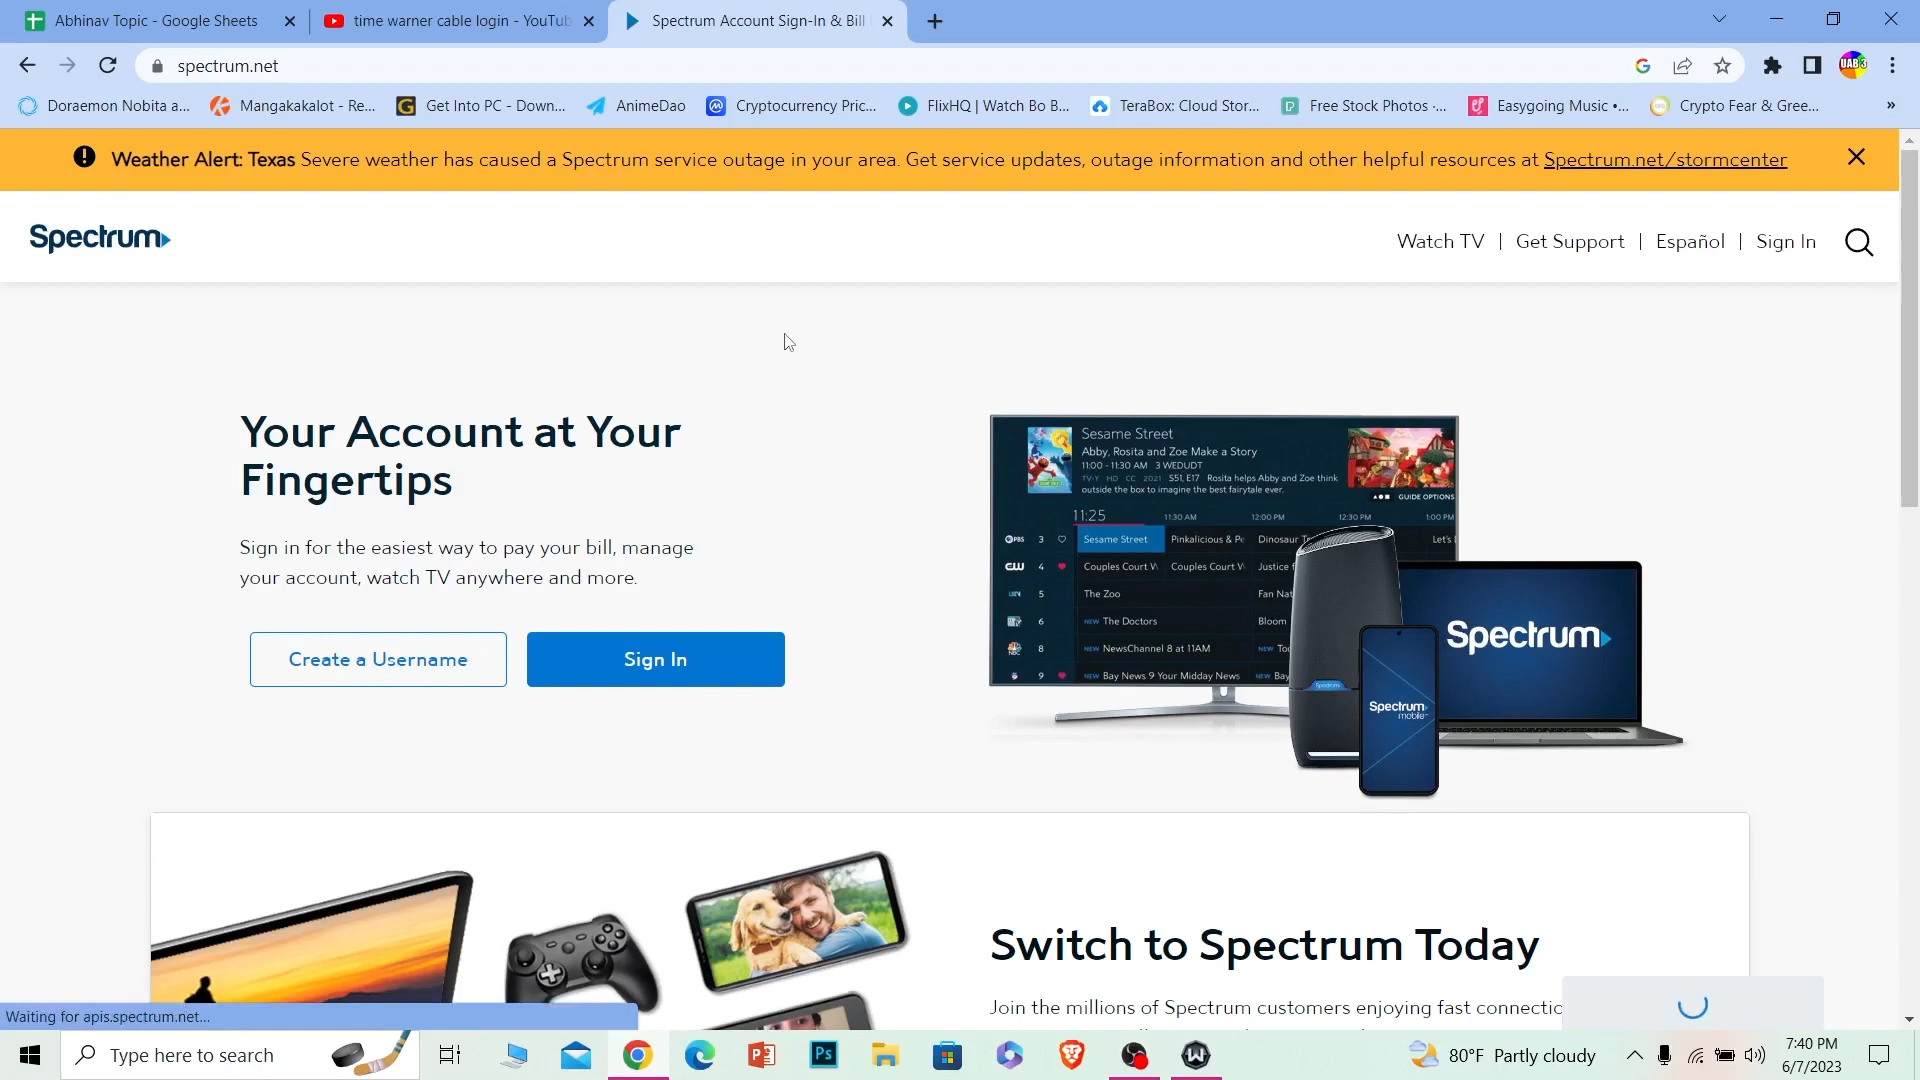 Abhinav Topic - Google Sheets
time warner cable login - YouTub
Spectrum Account Sign-In & Bill
spectrum.net
UAB 3
Doraemon Nobita a...
Mangakakalot - Re...
Get Into PC - Down...
AnimeDao
Cryptocurrency Pric...
FlixHQ | Watch Bo B...
TeraBox: Cloud Stor...
Free Stock Photos ·...
Easygoing Music •...
Crypto Fear & Gree...
»
Weather Alert: Texas Severe weather has caused a Spectrum service outage in your area. Get service updates, outage information and other helpful resources at Spectrum.net/stormcenter
Spectrum
Watch TV | Get Support | Español | Sign In
Your Account at Your
Fingertips
Sign in for the easiest way to pay your bill, manage
your account, watch TV anywhere and more.
Create a Username
Sign In
Sesame Street
Abby, Rosita and Zoe Make a Story
11:00 - 11:30 AM 3 WEDUDT
TV-Y HD CC 2021 S51, E17 Rosita helps Abby and Zoe think
outside the box to imagine the best fairytale ever.
GUIDE OPTIONS
11:25 11:30 AM 12:00 PM 12:30 PM 1:00 PM
PBS 3 Sesame Street Pinkalicious & Pe Dinosaur Tr Let's
CW 4 Couples Court W Couples Court W Justice f
5 The Zoo Fan Nat
6 NEW The Doctors Bloom
8 NEW NewsChannel 8 at 11AM NEW Tod
9 NEW Bay News 9 Your Midday News NEW Bay
Spectrum
Spectrum
Spectrum
mobile
Switch to Spectrum Today
Join the millions of Spectrum customers enjoying fast connectio
Waiting for apis.spectrum.net...
Type here to search
80°F Partly cloudy
7:40 PM
6/7/2023